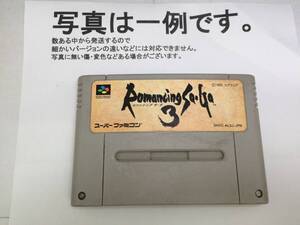 写真は一例です。
数ある中から発送するので
細かいバージョンの違いなどには対応できません。
写真に無い傷・変色などある場合がございます。
Romancing Sa・Ga
3
スーパーファミコン